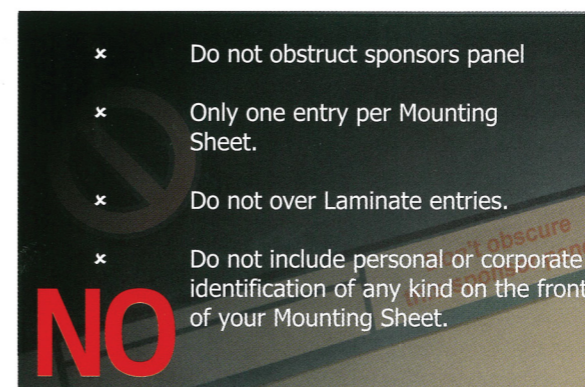 × Do not obstruct sponsors panel
× Only one entry per Mounting
Sheet.
× Do not over Laminate entries.
× Do not include personal or corporate
identification of any kind on the front
of your Mounting Sheet.
NO
obscure